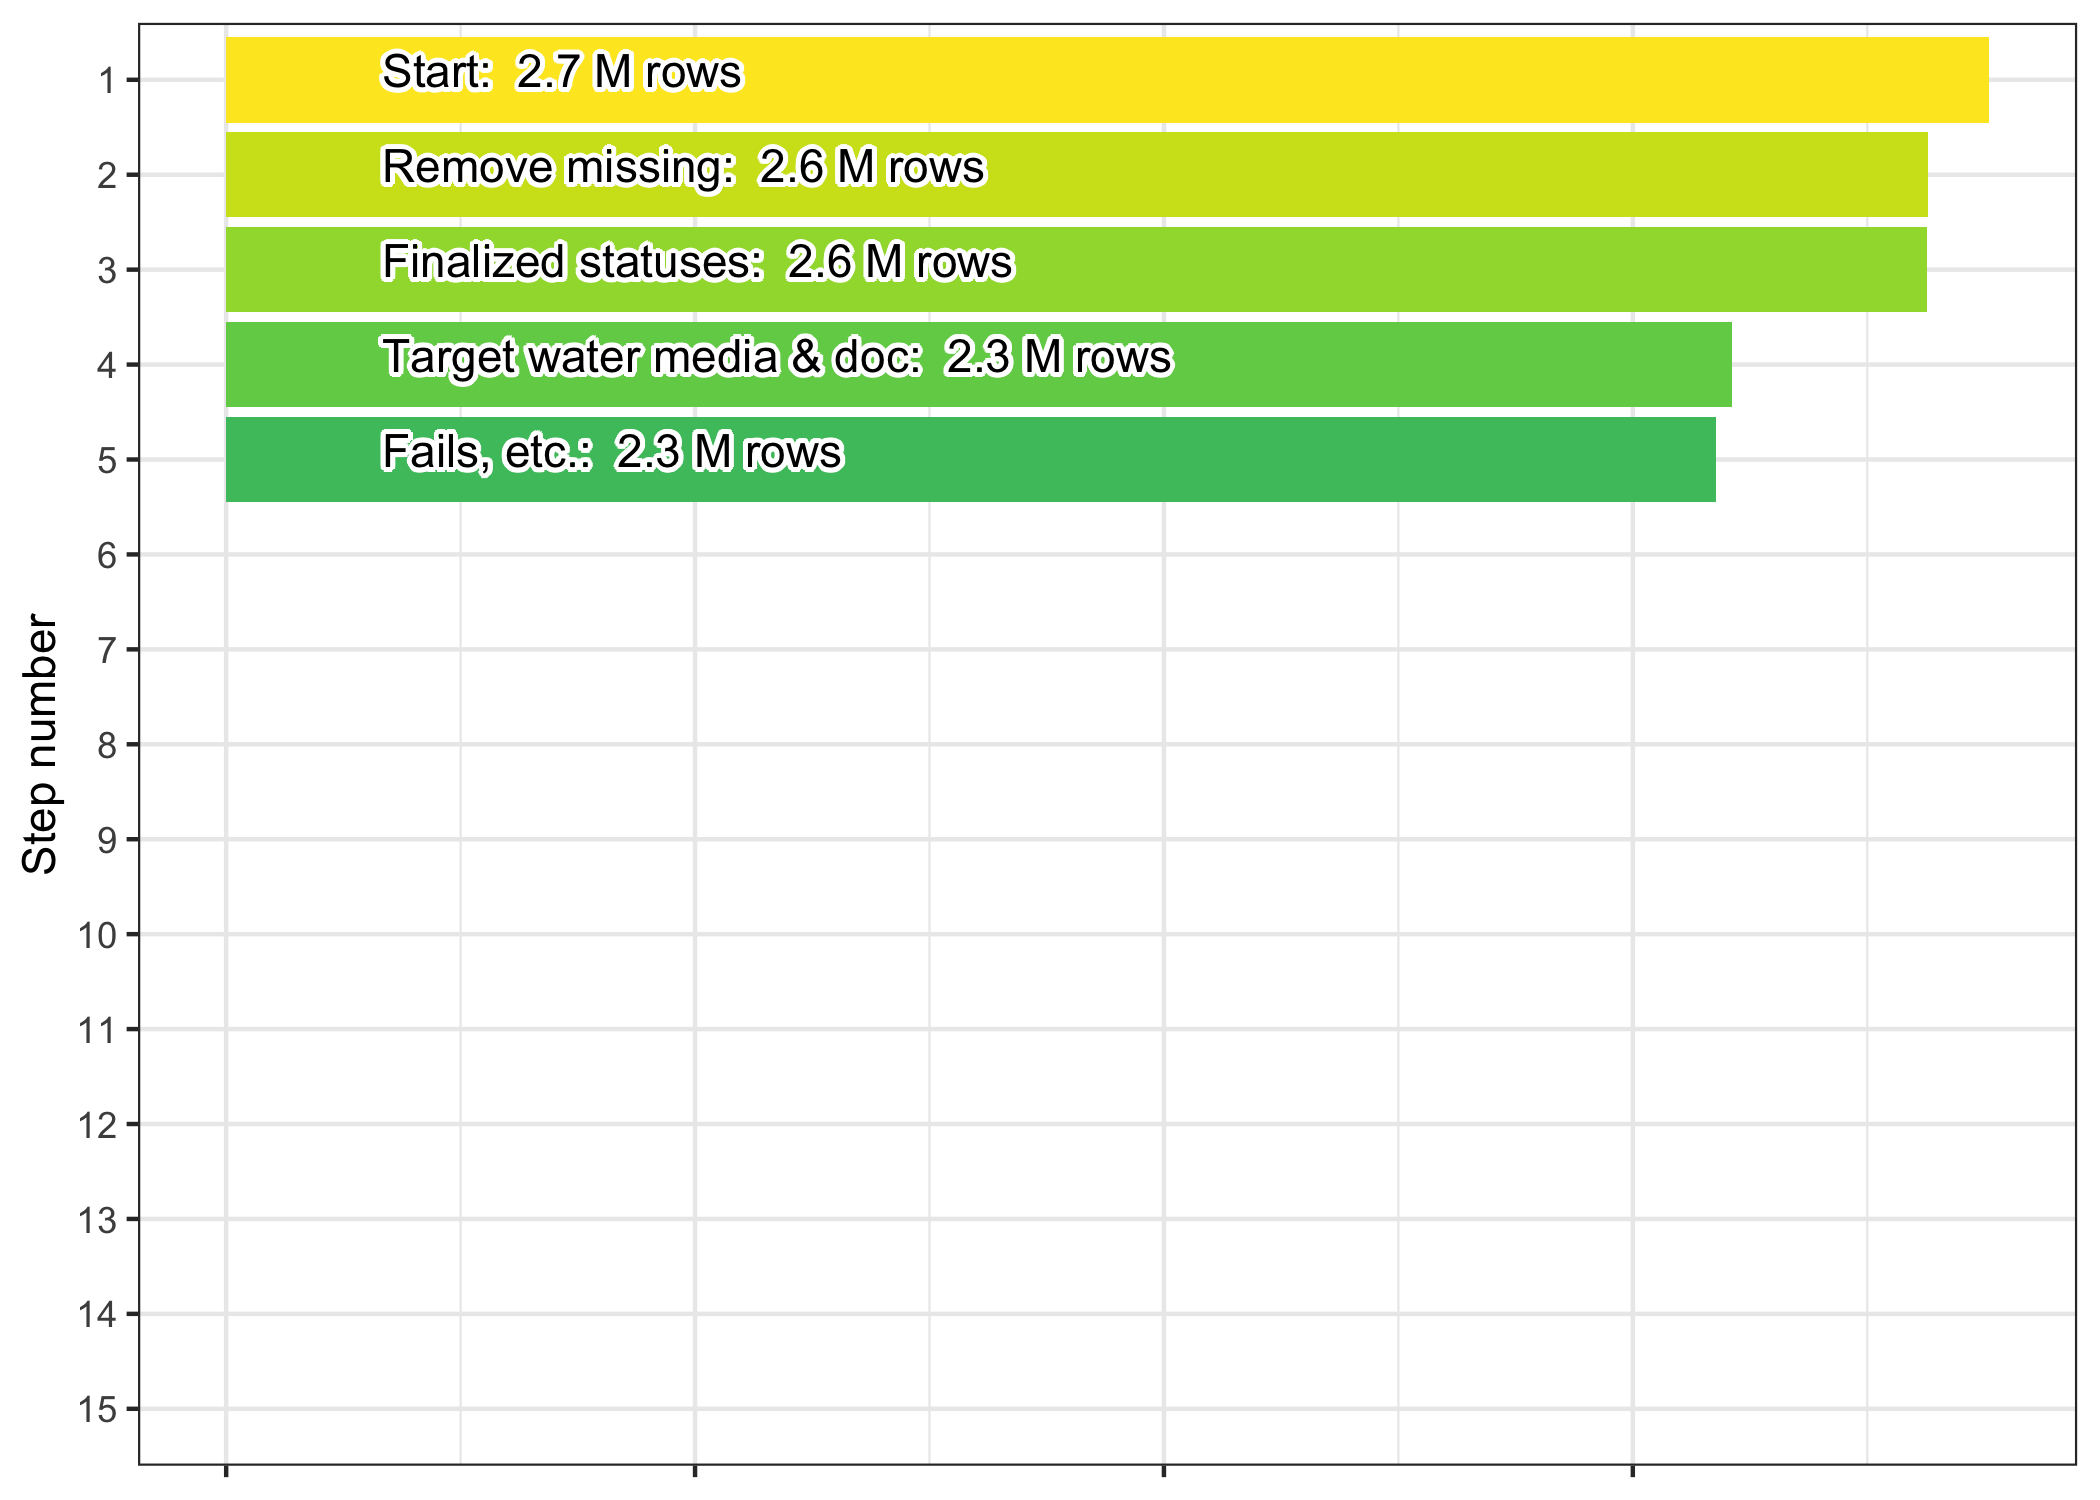 1
Start:  2.7 M rows
2
Remove missing:  2.6 M rows
3
Finalized statuses:  2.6 M rows
4
Target water media & doc:  2.3 M rows
5
Fails, etc.:  2.3 M rows
6
7
8
9
10
11
12
13
14
15
Step number